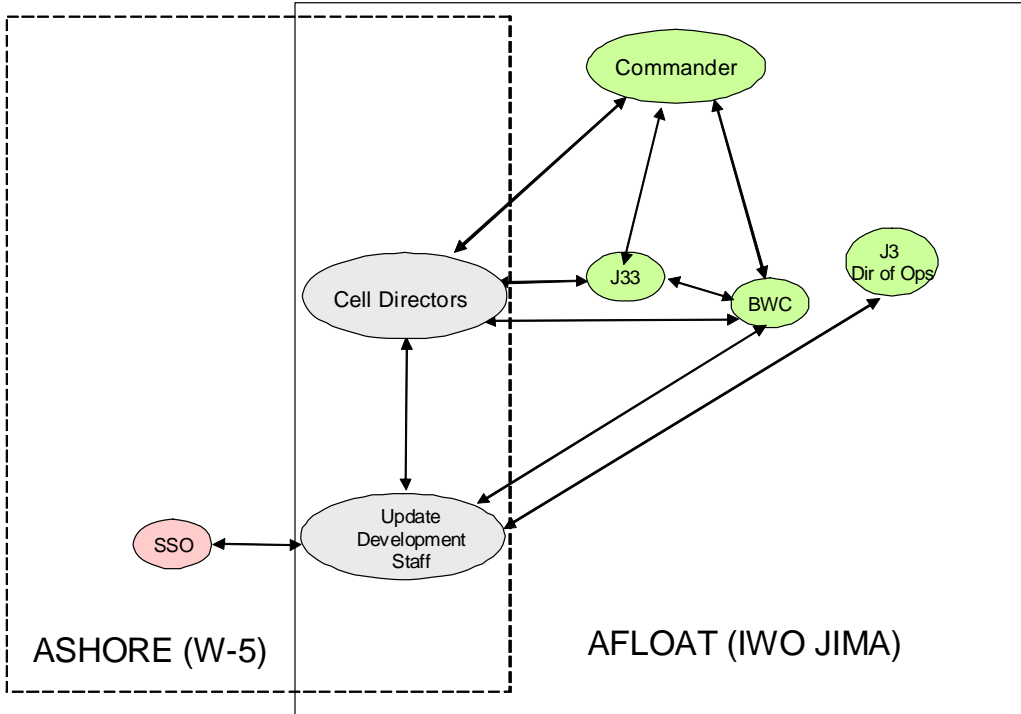 Commander
J3
Dir of Ops
J33
Cell Directors
BWC
Update
Development
Staff
SSO
ASHORE (W-5)
AFLOAT (IWO JIMA)